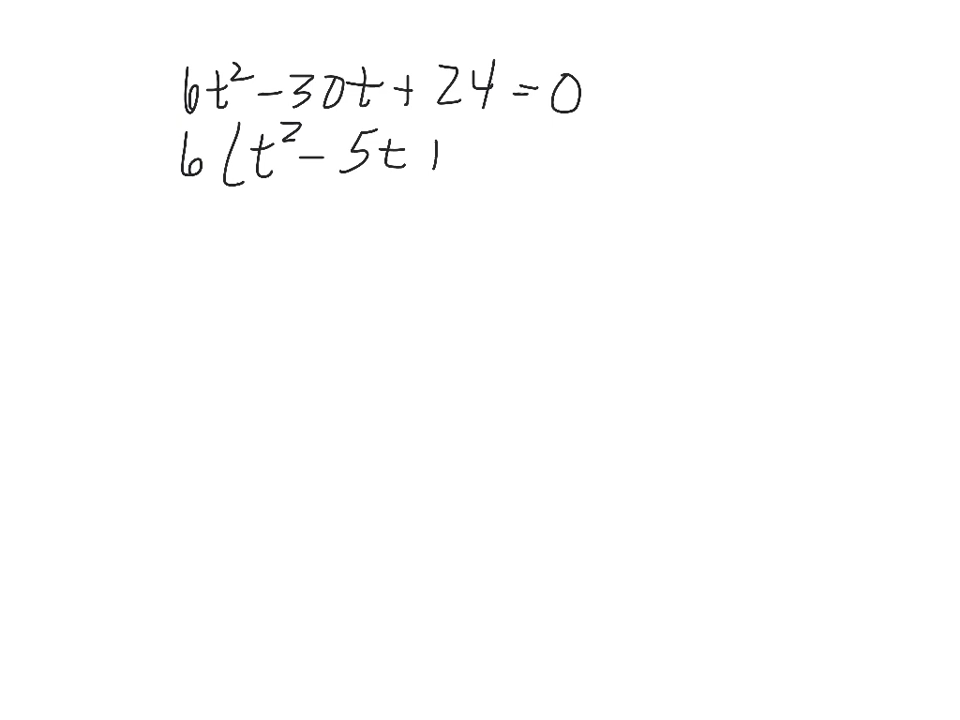 6t² - 30t + 24 = 0
6(t² - 5t